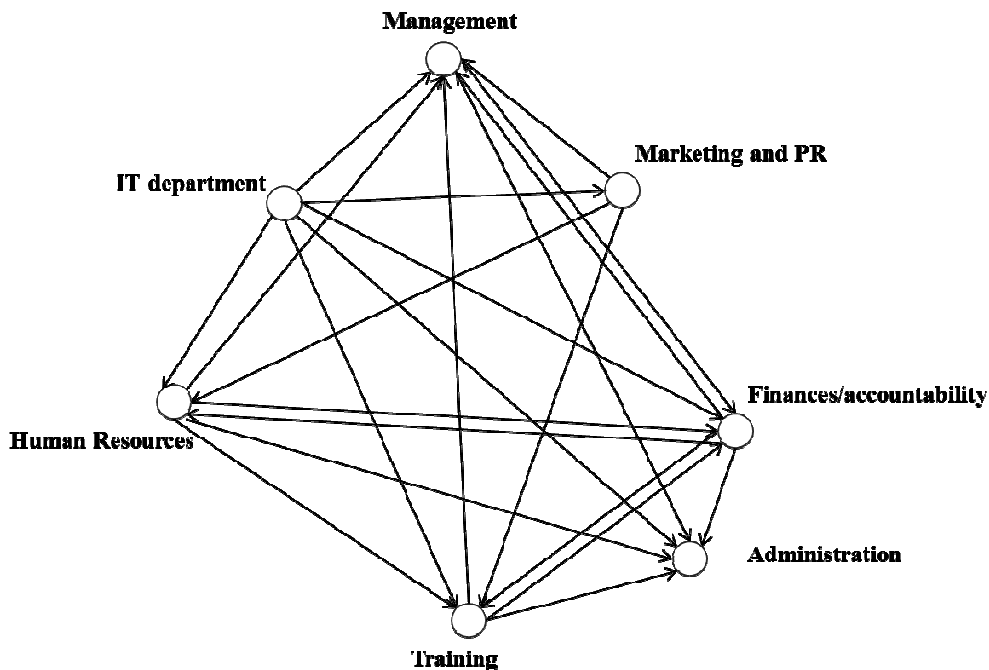 Management
Marketing and PR
IT department
Finances/accountability
Human Resources
Administration
Training